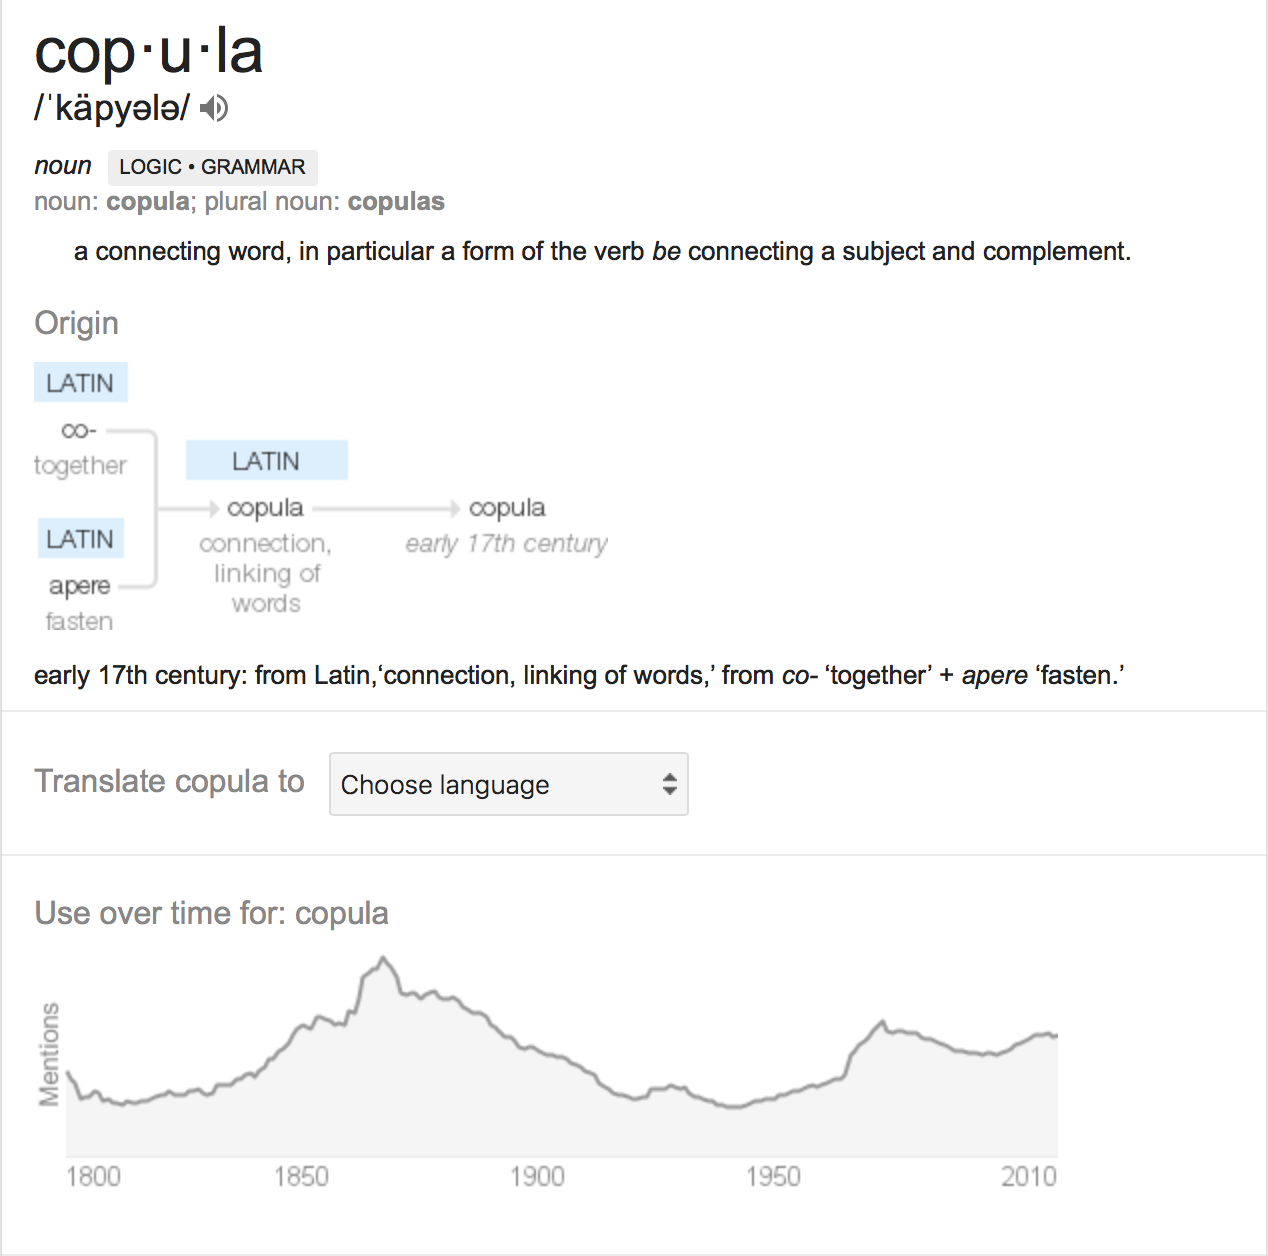 cop·u·la
/ˈkäpyələ/
noun LOGIC • GRAMMAR
noun: copula; plural noun: copulas
a connecting word, in particular a form of the verb be connecting a subject and complement.
Origin
LATIN
co-
together
LATIN
apere
fasten
LATIN
copula
connection,
linking of
words
copula
early 17th century
early 17th century: from Latin,‘connection, linking of words,’ from co- ‘together’ + apere ‘fasten.’
Translate copula to Choose language
Use over time for: copula
Mentions
1800 1850 1900 1950 2010